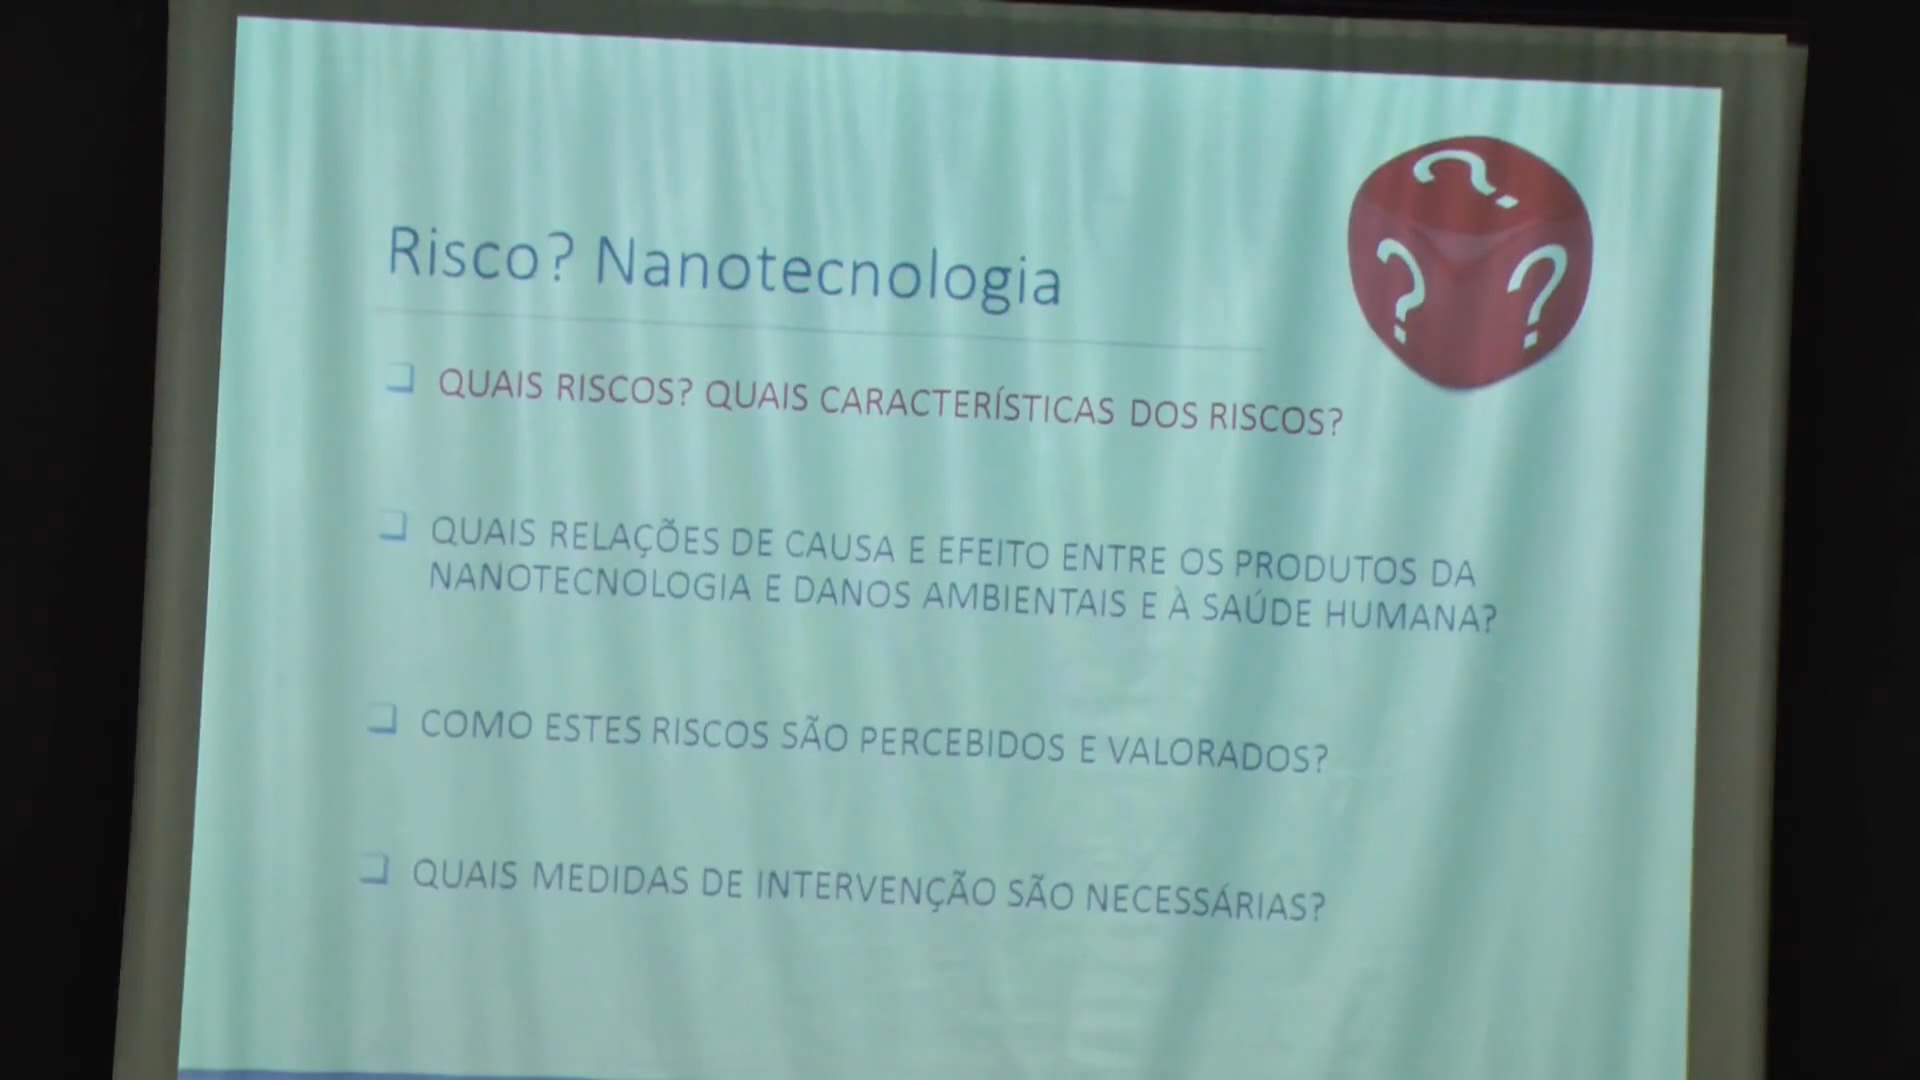 Risco? Nanotecnologia
QUAIS RISCOS? QUAIS CARACTERÍSTICAS DOS RISCOS?
QUAIS RELAÇÕES DE CAUSA E EFEITO ENTRE OS PRODUTOS DA
NANOTECNOLOGIA E DANOS AMBIENTAIS E À SAÚDE HUMANA?
COMO ESTES RISCOS SÃO PERCEBIDOS E VALORADOS?
QUAIS MEDIDAS DE INTERVENÇÃO SÃO NECESSÁRIAS?
? ? ?